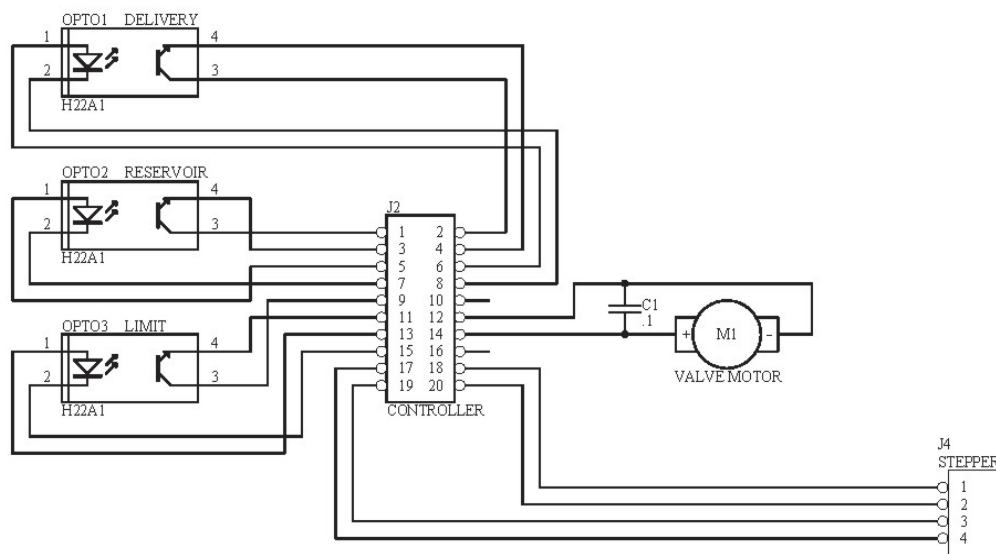 OPTO1 DELIVERY
1 4
2 3
H22A1
OPTO2 RESERVOIR
1 4
2 3
H22A1
OPTO3 LIMIT
1 4
2 3
H22A1
J2
1 2
3 4
5 6
7 8
9 10
11 12
13 14
15 16
17 18
19 20
CONTROLLER
C1
.1
+ M1 -
VALVE MOTOR
J4
STEPPER
1
2
3
4